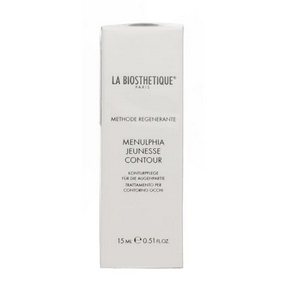 LA BIOSTHETIQUE®
PARIS
METHODE REGENERANTE
MENULPHIA
JEUNESSE
CONTOUR
KONTURPFLEGE
FÜR DIE AUGENPARTIE
TRATTAMENTO PER
CONTORNO OCCHI
15 ML ℮ 0.51 FL.OZ.